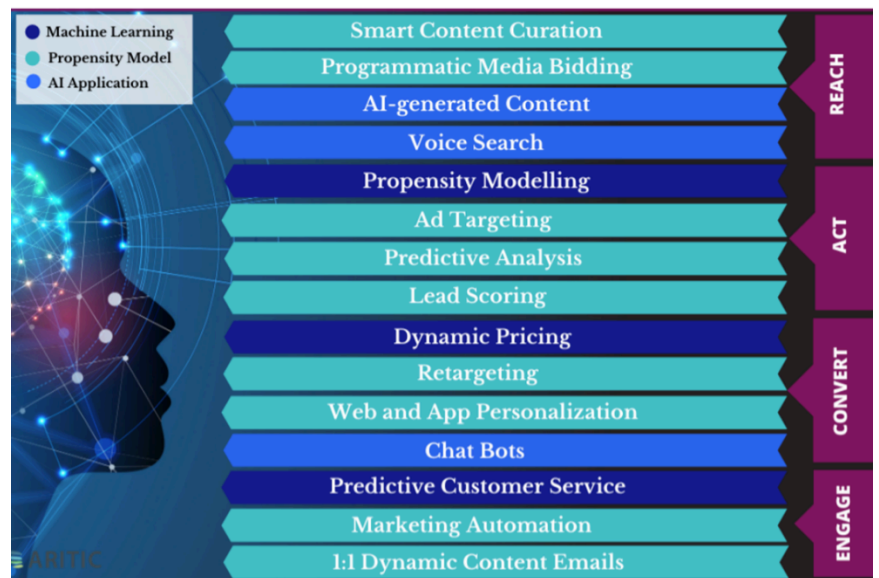 Machine Learning
Propensity Model
AI Application
Smart Content Curation
Programmatic Media Bidding
AI-generated Content
Voice Search
Propensity Modelling
Ad Targeting
Predictive Analysis
Lead Scoring
Dynamic Pricing
Retargeting
Web and App Personalization
Chat Bots
Predictive Customer Service
Marketing Automation
1:1 Dynamic Content Emails
REACH
ACT
CONVERT
ENGAGE
ARITIC